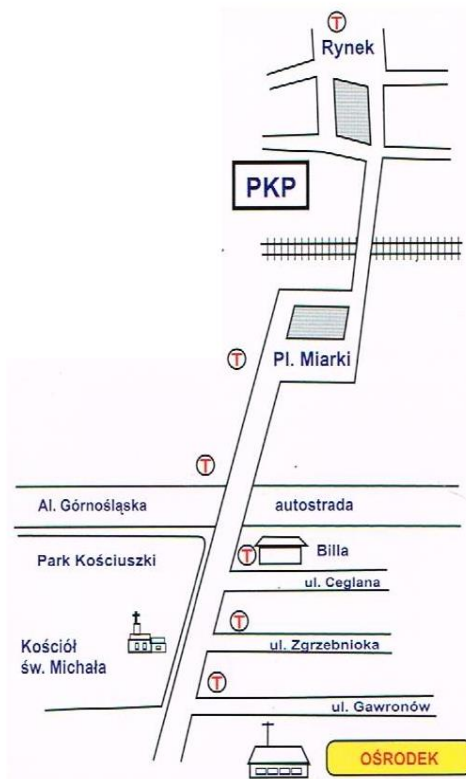 T
Rynek
PKP
T
Pl. Miarki
T
Al. Górnośląska
autostrada
T
Billa
Park Kościuszki
ul. Ceglana
T
Kościół
św. Michała
ul. Zgrzebnioka
T
ul. Gawronów
OŚRODEK